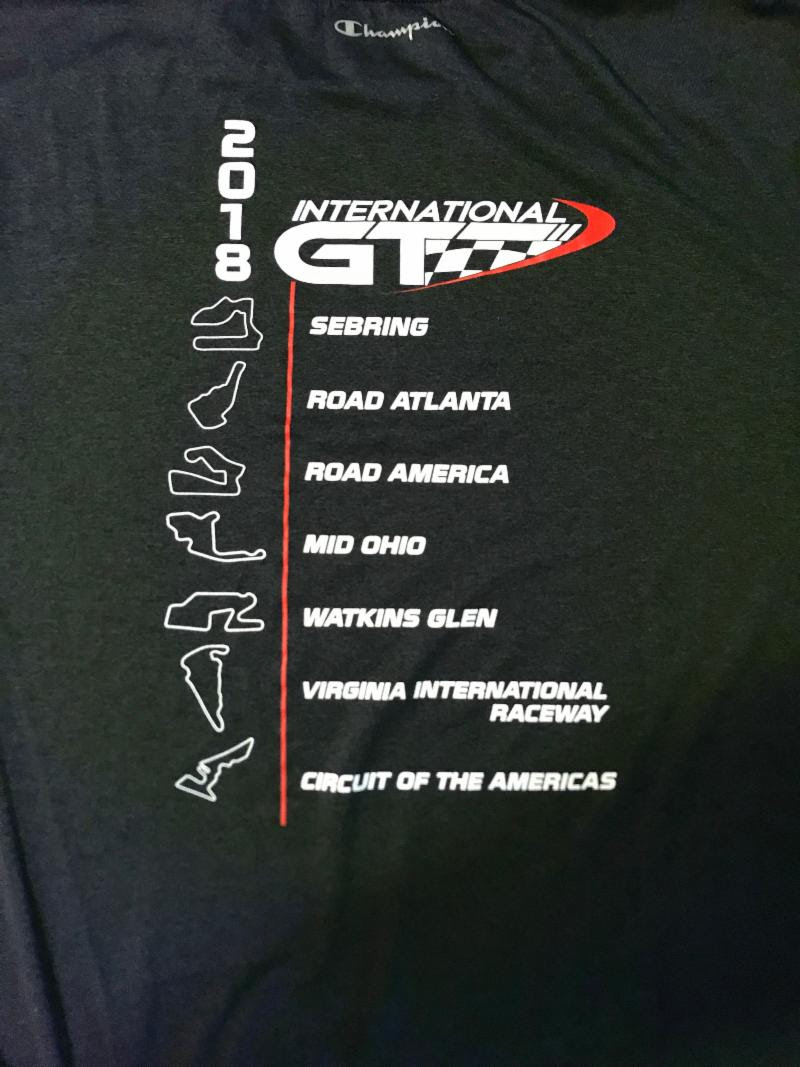 Champion
2018
INTERNATIONAL
GT
SEBRING
ROAD ATLANTA
ROAD AMERICA
MID OHIO
WATKINS GLEN
VIRGINIA INTERNATIONAL
RACEWAY
CIRCUIT OF THE AMERICAS